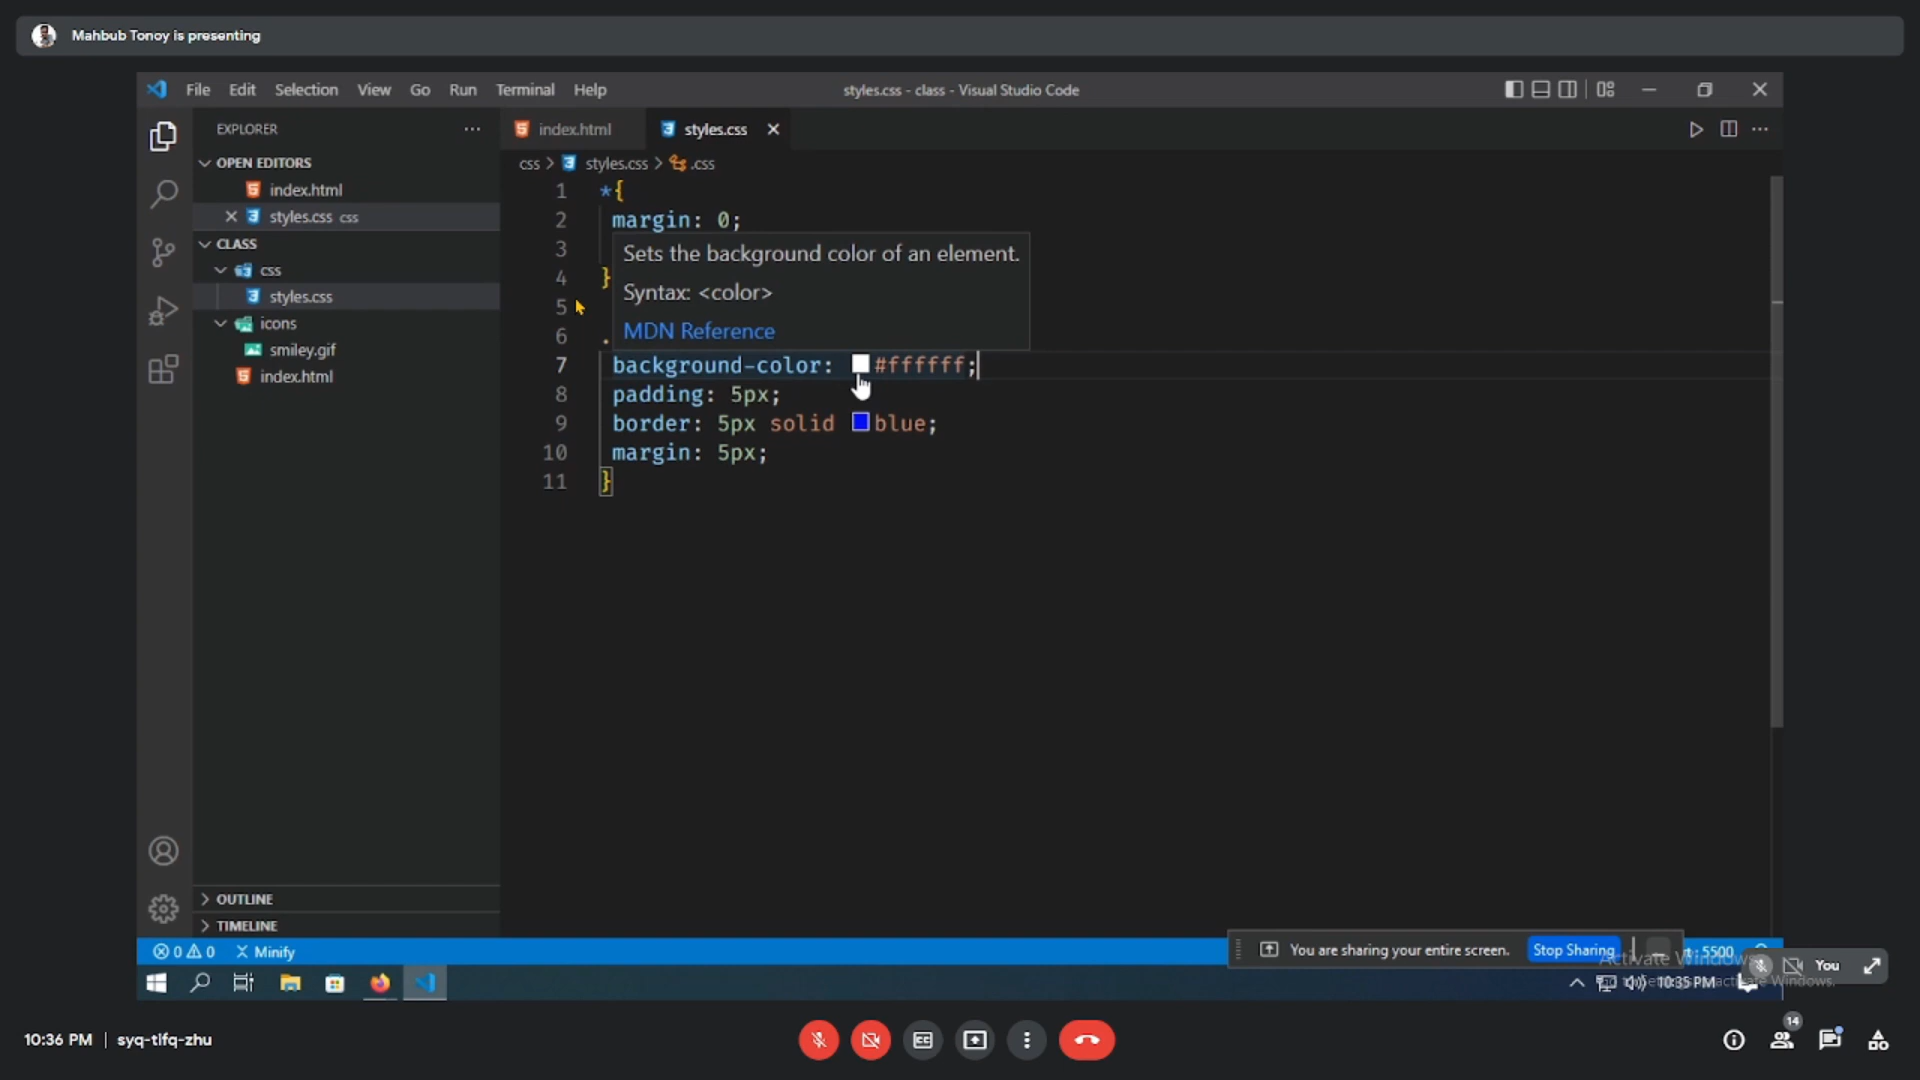 Mahbub Tonoy is presenting
File Edit Selection View Go Run Terminal Help
styles.css - class - Visual Studio Code
EXPLORER
index.html
styles.css
OPEN EDITORS
index.html
styles.css css
CLASS
css
styles.css
icons
smiley.gif
index.html
css > styles.css > .css
1 *{
2 margin: 0;
3
4 }
5
6 .
Sets the background color of an element.
Syntax: <color>
MDN Reference
7 background-color: #ffffff;
8 padding: 5px;
9 border: 5px solid blue;
10 margin: 5px;
11 }
OUTLINE
TIMELINE
0 0 Minify
You are sharing your entire screen. Stop Sharing
: 5500
Activate Windows
You
10:35 PM
10:36 PM | syq-tifq-zhu
14